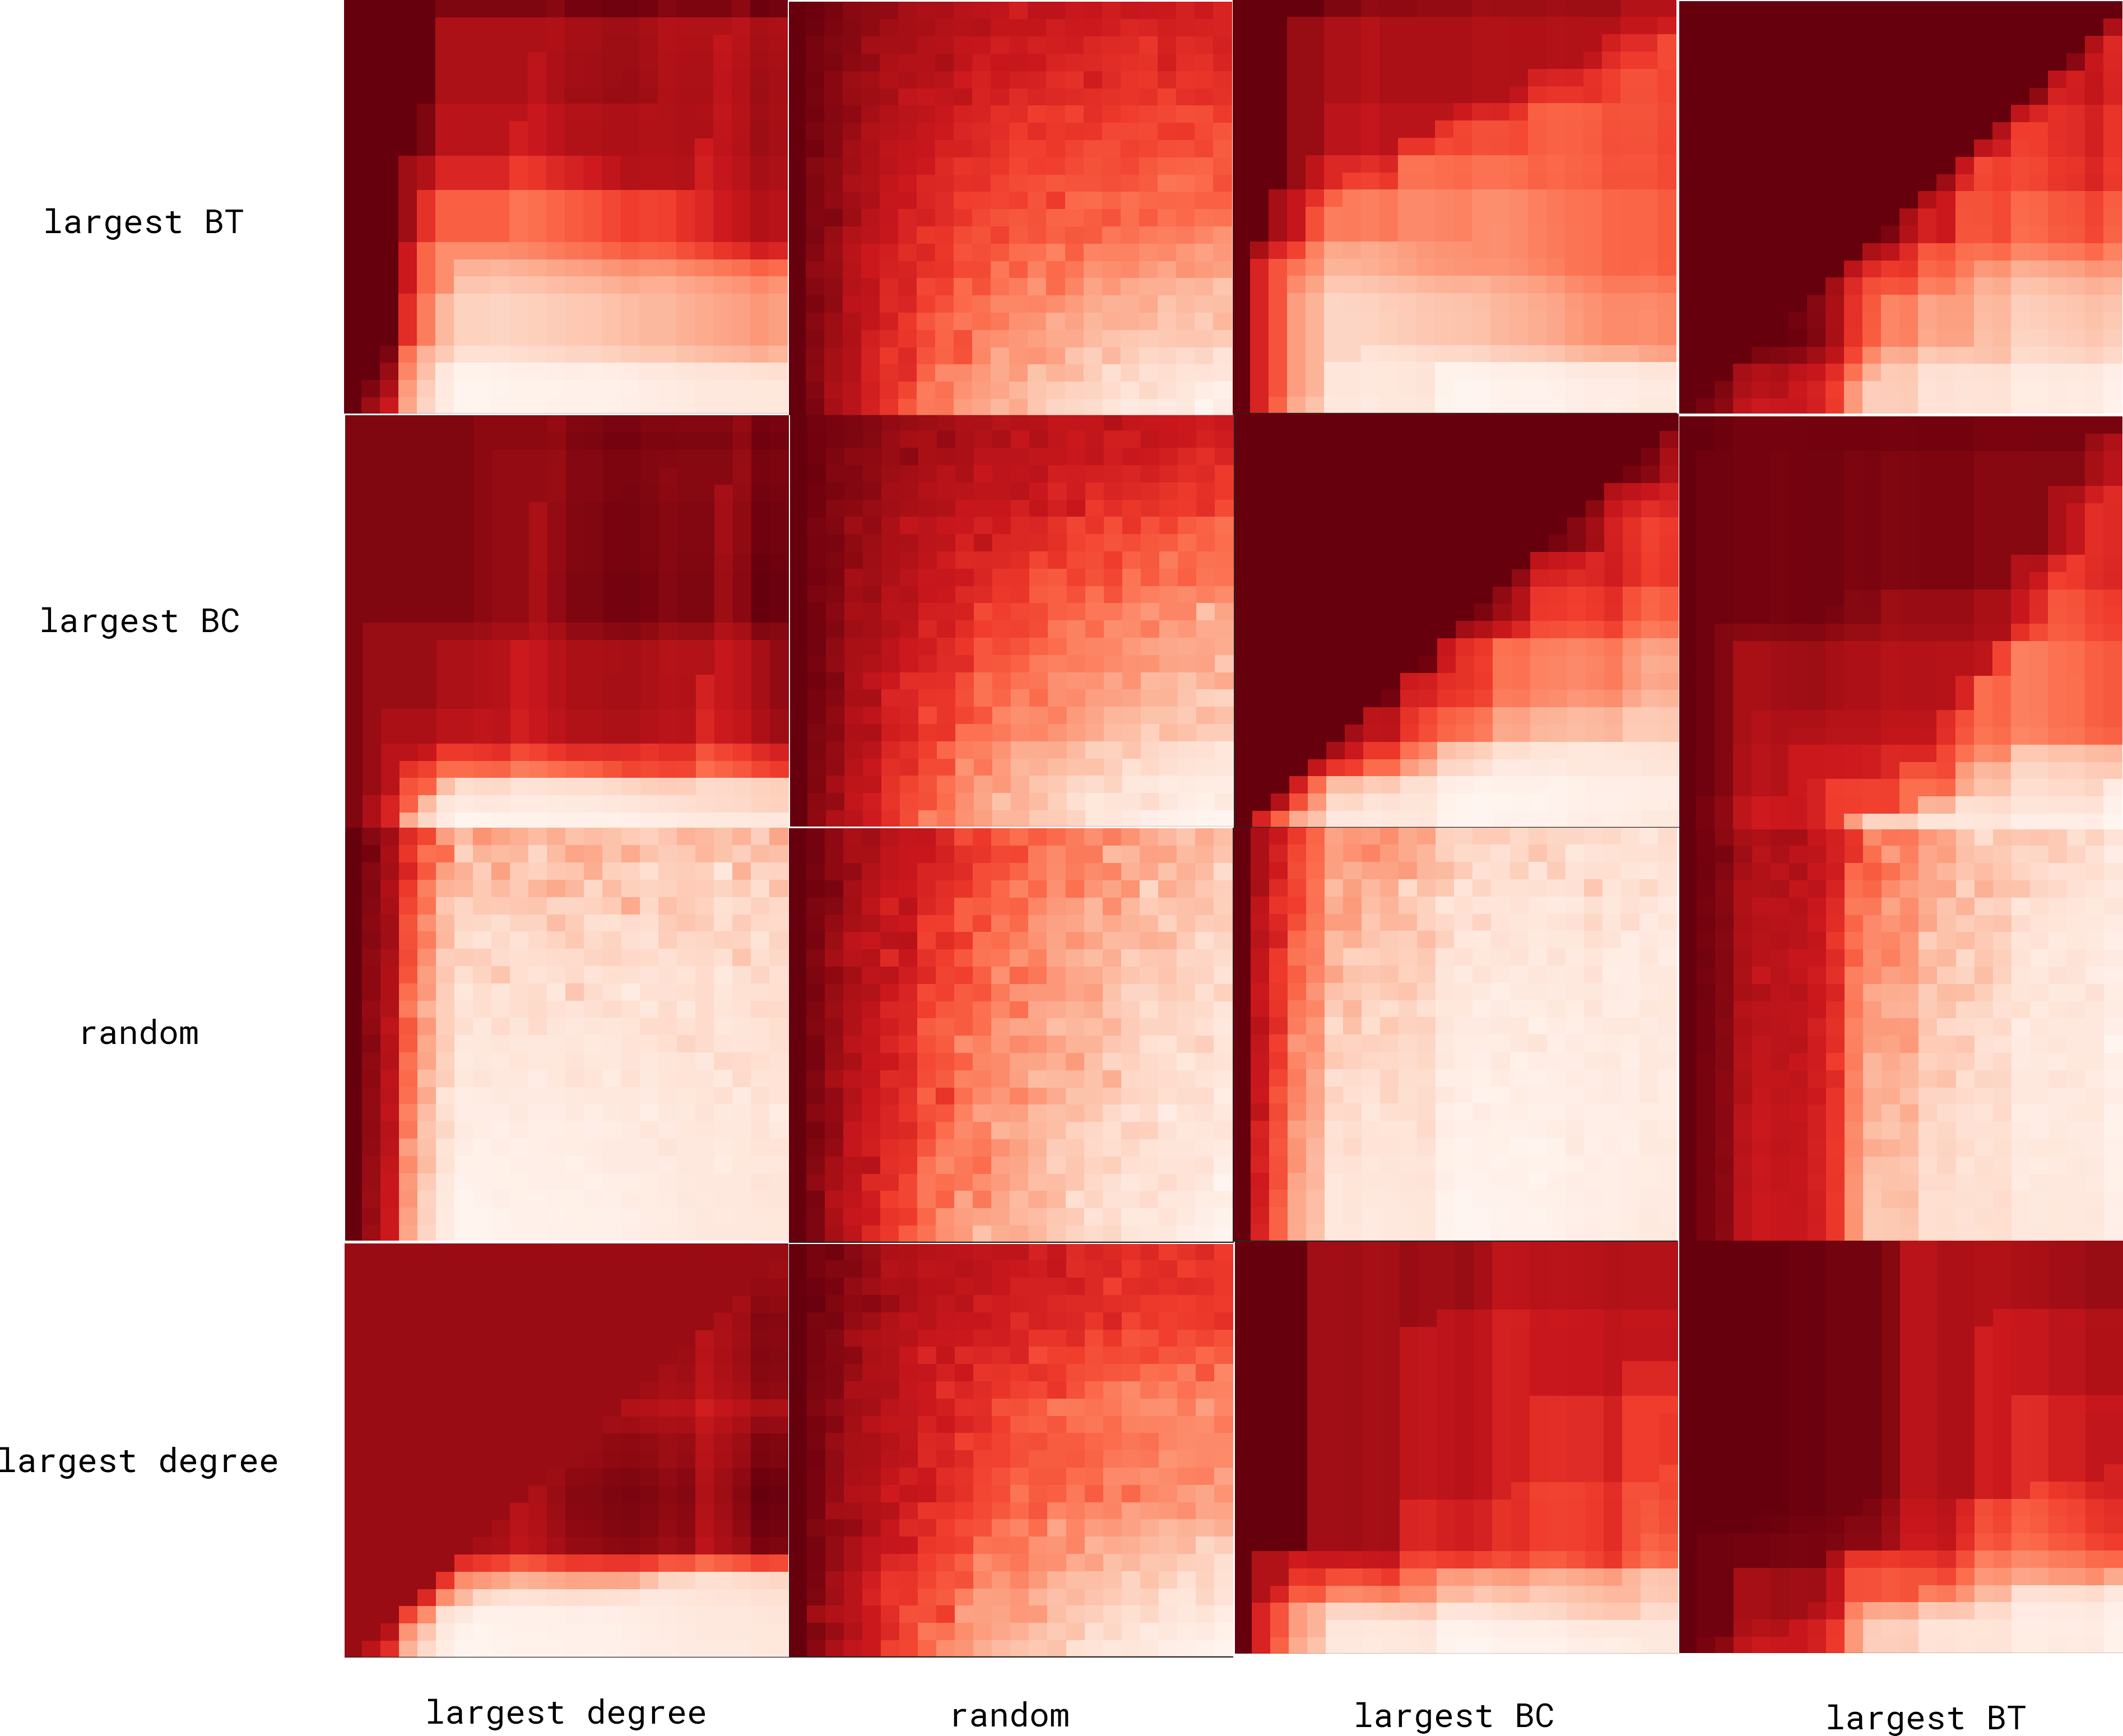 largest BT
largest BC
random
largest degree
largest degree random largest BC largest BT